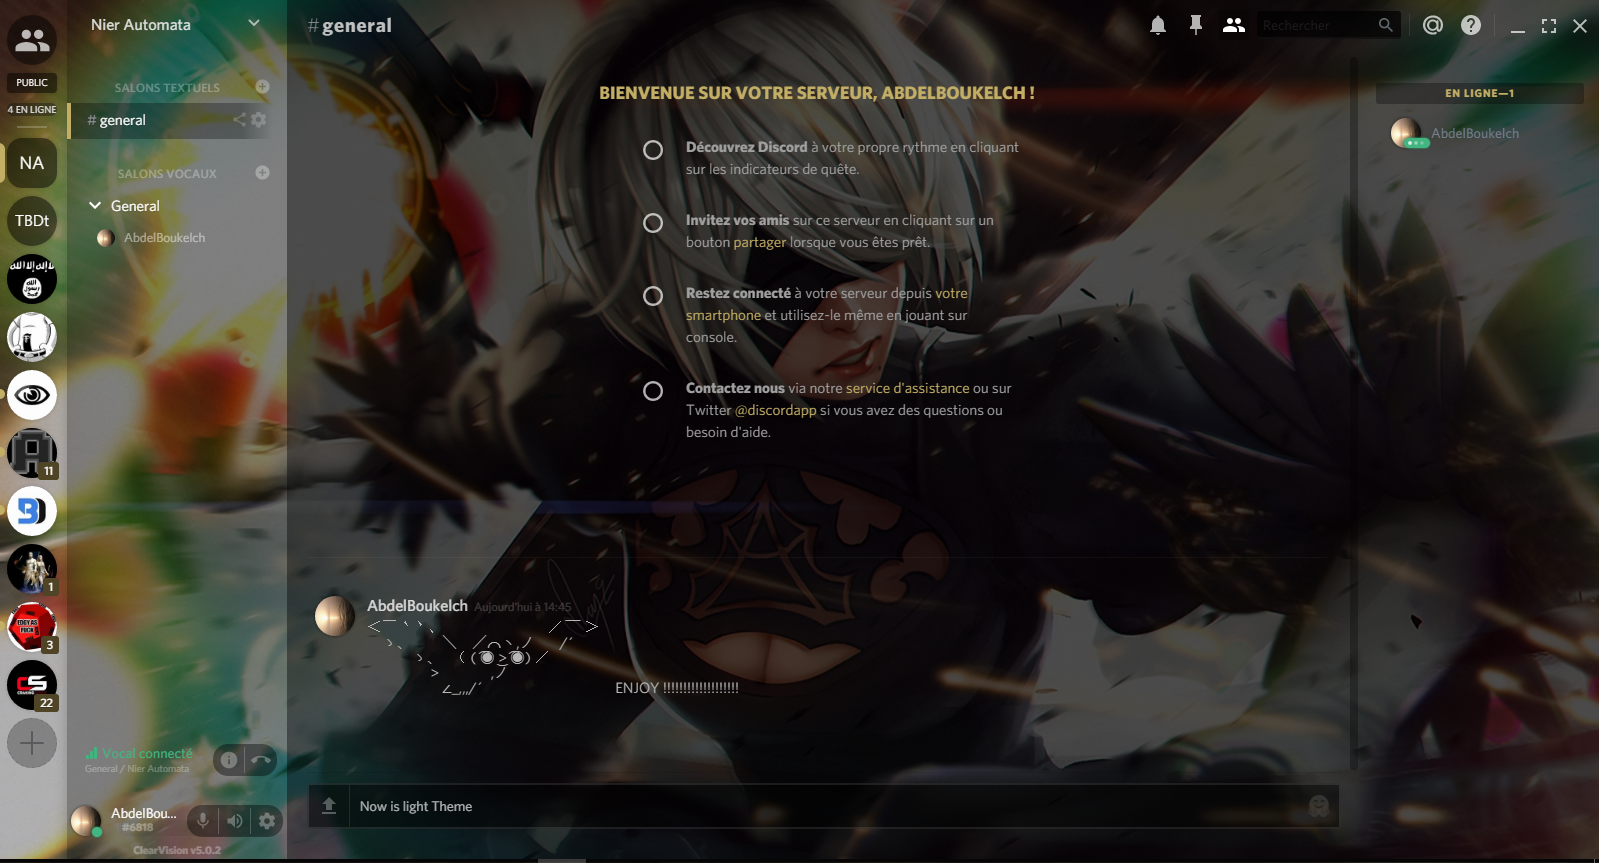 Nier Automata
#general
Rechercher
PUBLIC
4 EN LIGNE
NA
TBDt
11
1
EDGY AS
FUCK
3
CS
22
SALONS TEXTUELS
# general
SALONS VOCAUX
General
AbdelBoukelch
Vocal connecté
General / Nier Automata
AbdelBou...
#6818
ClearVision v5.0.2
BIENVENUE SUR VOTRE SERVEUR, ABDELBOUKELCH !
Découvrez Discord à votre propre rythme en cliquant
sur les indicateurs de quête.
Invitez vos amis sur ce serveur en cliquant sur un
bouton partager lorsque vous êtes prêt.
Restez connecté à votre serveur depuis votre
smartphone et utilisez-le même en jouant sur
console.
Contactez nous via notre service d'assistance ou sur
Twitter @discordapp si vous avez des questions ou
besoin d'aide.
AbdelBoukelch Aujourd'hui à 14:45
ENJOY !!!!!!!!!!!!!!!!!!!
Now is light Theme
EN LIGNE—1
AbdelBoukelch